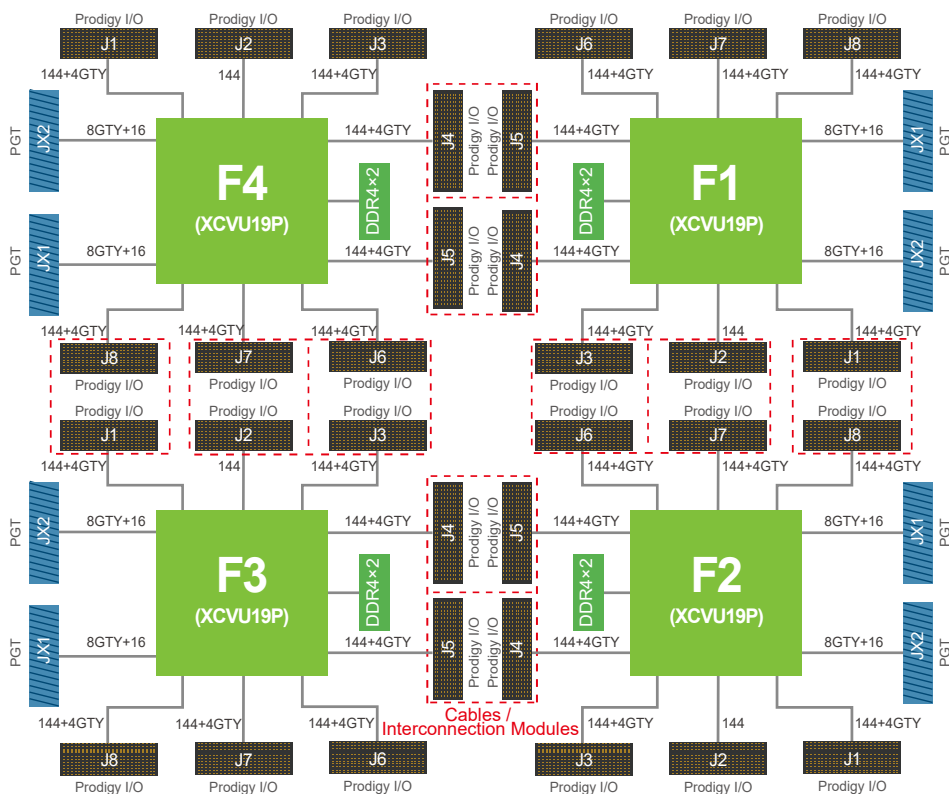 Prodigy I/O Prodigy I/O Prodigy I/O Prodigy I/O Prodigy I/O Prodigy I/O
J1 J2 J3 J6 J7 J8
144+4GTY 144 144+4GTY 144+4GTY 144+4GTY 144+4GTY
PGT JX2 8GTY+16 144+4GTY J4 Prodigy I/O Prodigy I/O J5 144+4GTY 8GTY+16 JX1 PGT
F4 F1
(XCVU19P) DDR4×2 DDR4×2 (XCVU19P)
PGT JX1 8GTY+16 144+4GTY J5 Prodigy I/O Prodigy I/O J4 144+4GTY 8GTY+16 JX2 PGT
144+4GTY 144+4GTY 144+4GTY 144+4GTY 144 144+4GTY
J8 J7 J6 J3 J2 J1
Prodigy I/O Prodigy I/O Prodigy I/O Prodigy I/O Prodigy I/O Prodigy I/O
Prodigy I/O Prodigy I/O Prodigy I/O Prodigy I/O Prodigy I/O Prodigy I/O
J1 J2 J3 J6 J7 J8
144+4GTY 144 144+4GTY 144+4GTY 144+4GTY 144+4GTY
PGT JX2 8GTY+16 144+4GTY J4 Prodigy I/O Prodigy I/O J5 144+4GTY 8GTY+16 JX1 PGT
F3 F2
(XCVU19P) DDR4×2 DDR4×2 (XCVU19P)
PGT JX1 8GTY+16 144+4GTY J5 Prodigy I/O Prodigy I/O J4 144+4GTY 8GTY+16 JX2 PGT
Cables /
Interconnection Modules
144+4GTY 144+4GTY 144+4GTY 144+4GTY 144 144+4GTY
J8 J7 J6 J3 J2 J1
Prodigy I/O Prodigy I/O Prodigy I/O Prodigy I/O Prodigy I/O Prodigy I/O